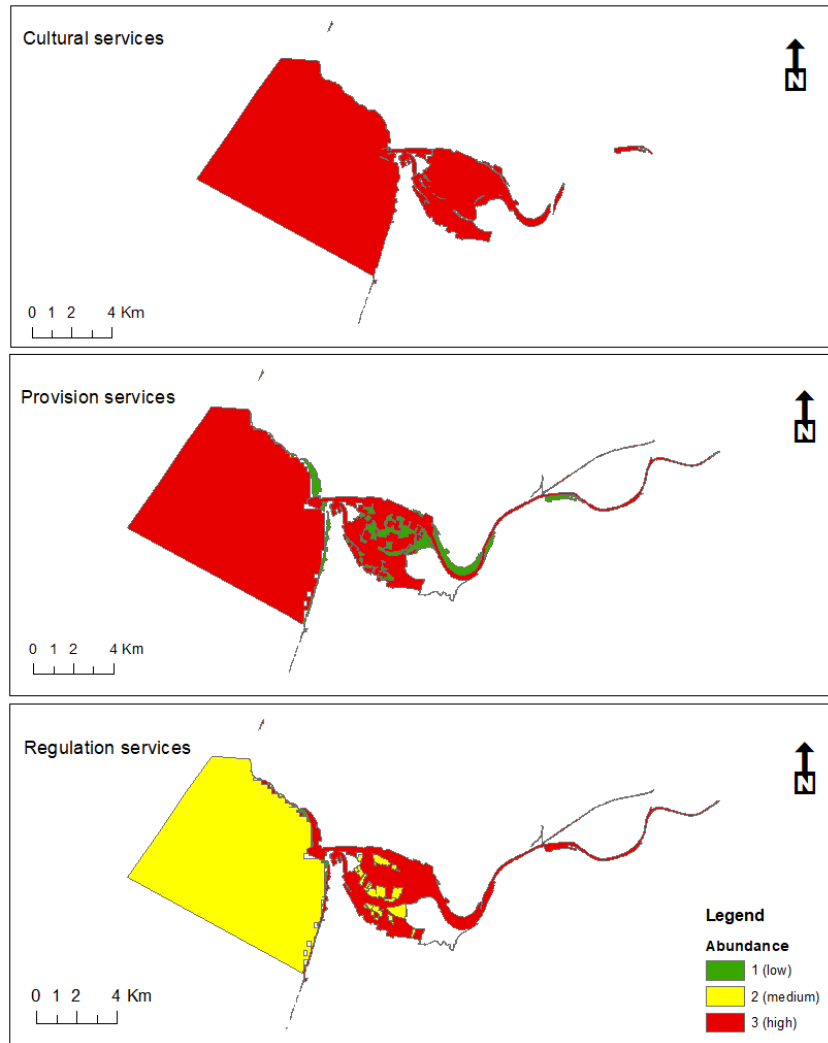 Cultural services
N
0 1 2 4 Km
Provision services
N
0 1 2 4 Km
Regulation services
N
0 1 2 4 Km
Legend
Abundance
1 (low)
2 (medium)
3 (high)